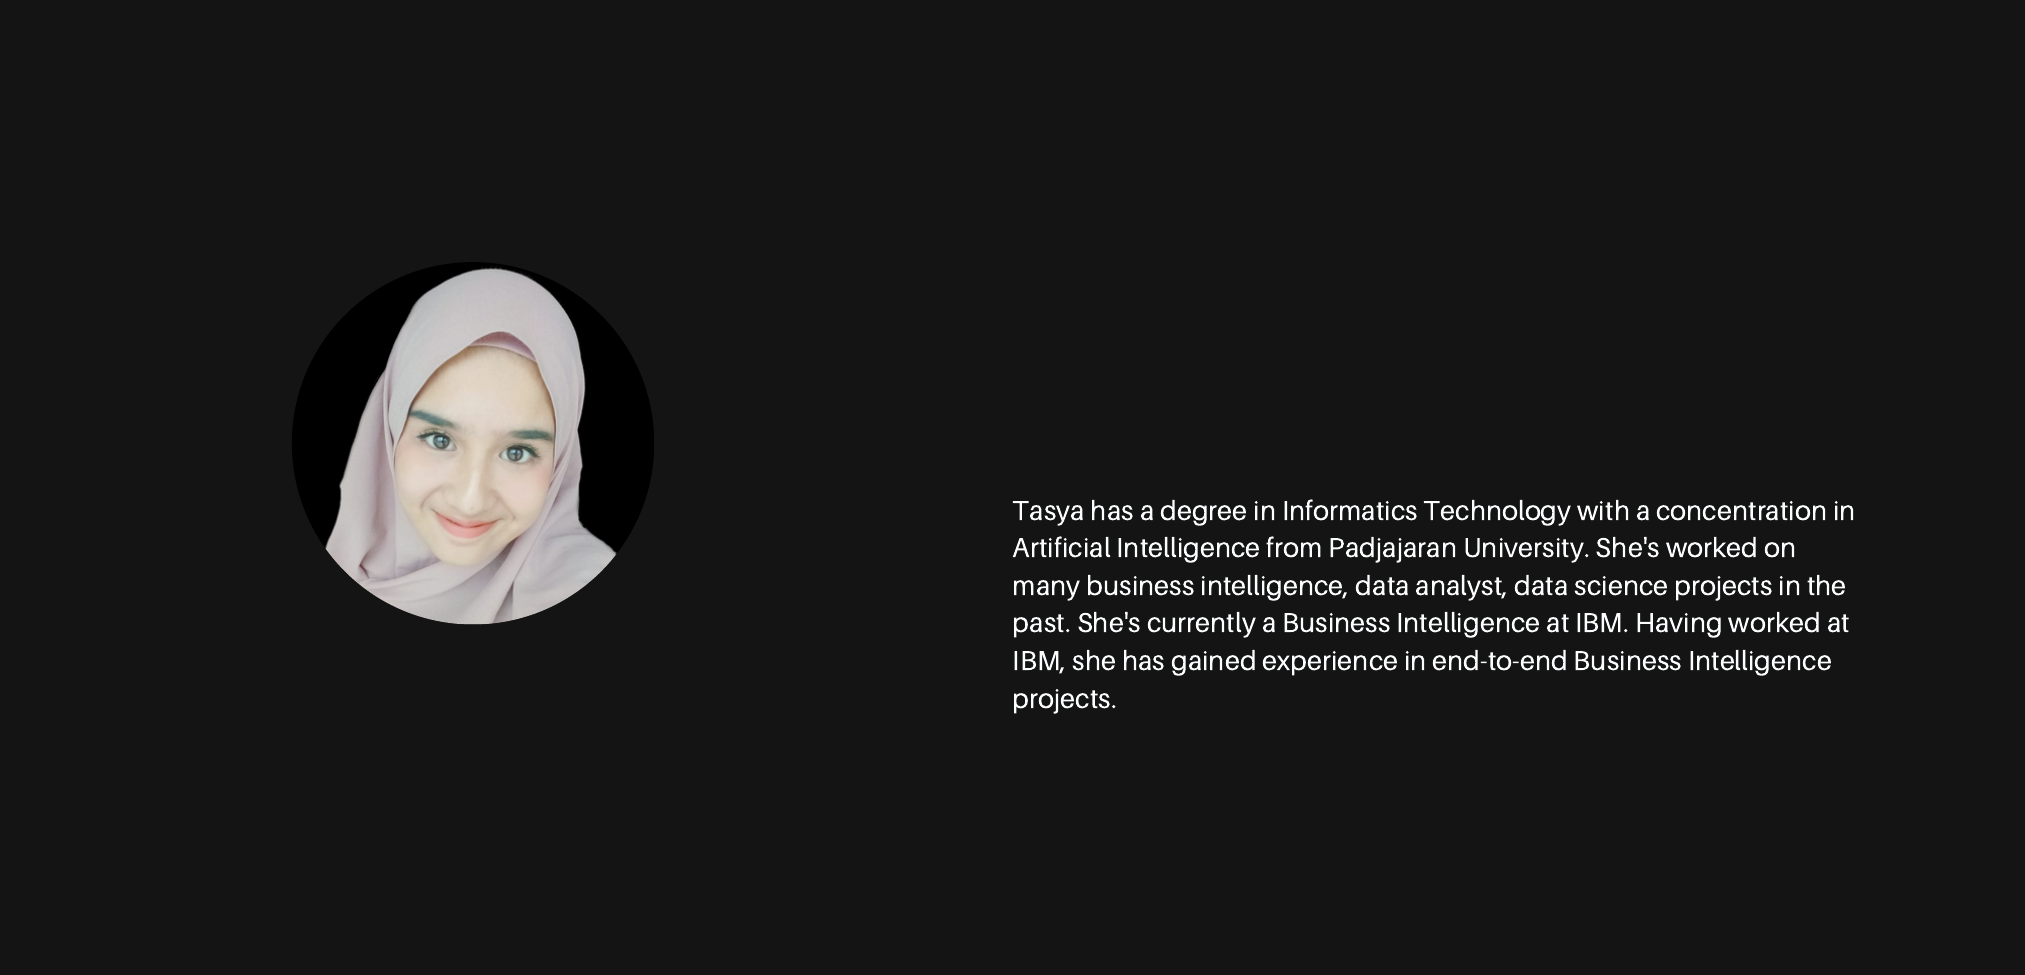 Tasya has a degree in Informatics Technology with a concentration in
Artificial Intelligence from Padjajaran University. She's worked on
many business intelligence, data analyst, data science projects in the
past. She's currently a Business Intelligence at IBM. Having worked at
IBM, she has gained experience in end-to-end Business Intelligence
projects.